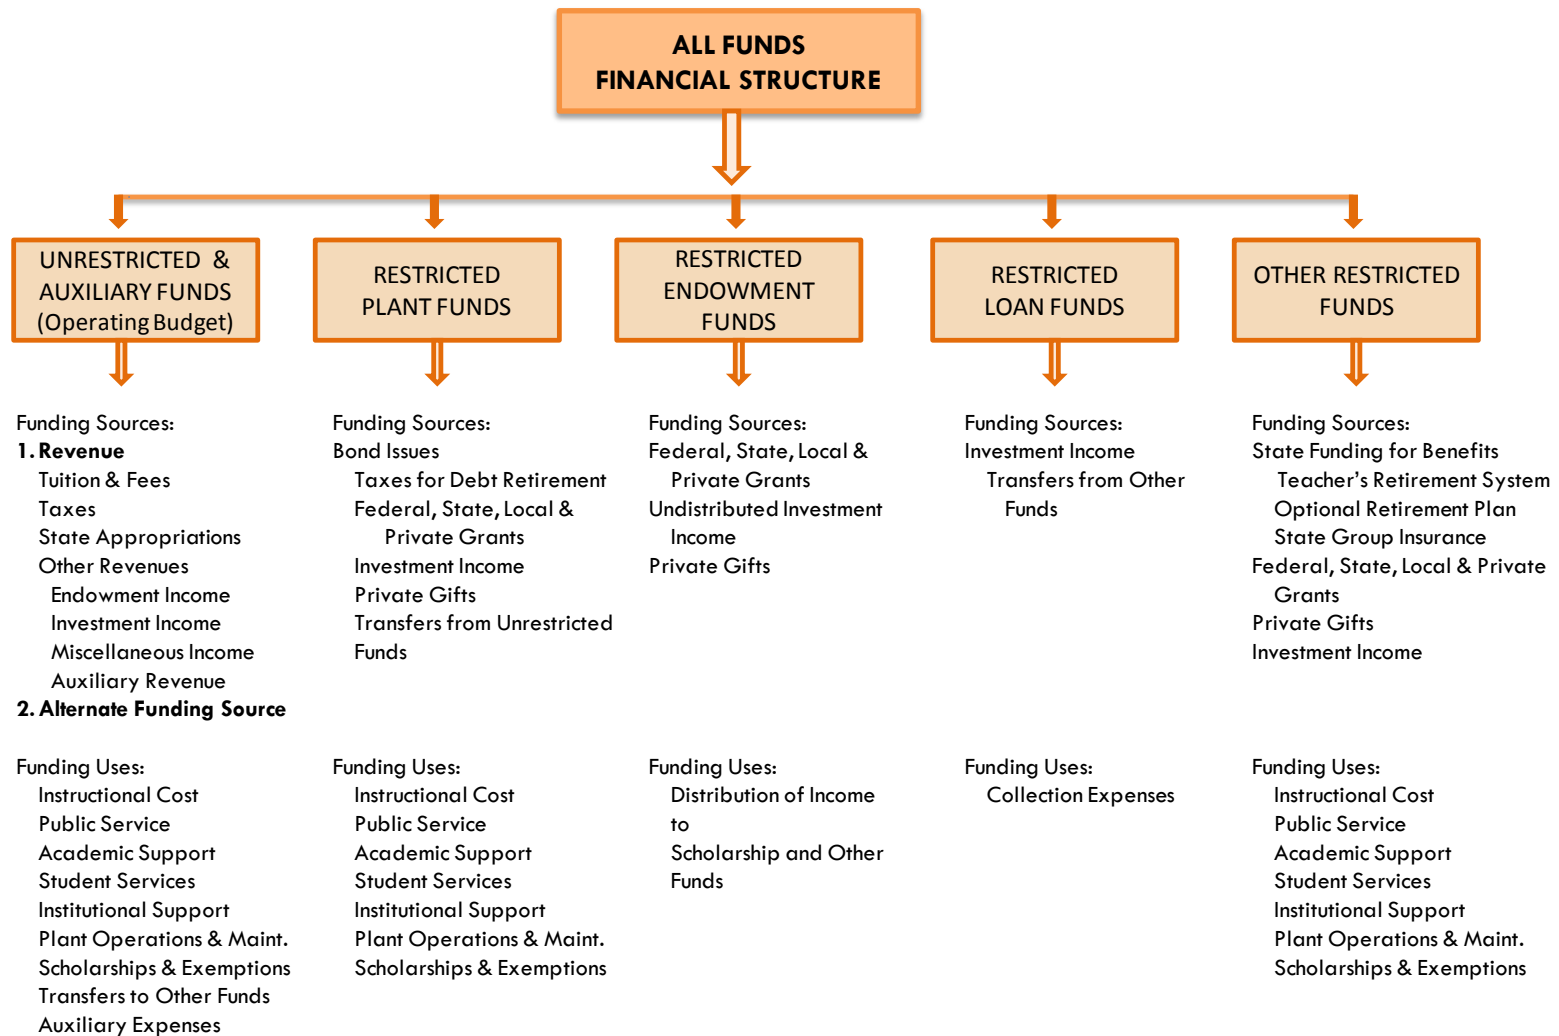 ALL FUNDS
FINANCIAL STRUCTURE
UNRESTRICTED &
AUXILIARY FUNDS
(Operating Budget)
RESTRICTED
PLANT FUNDS
RESTRICTED
ENDOWMENT
FUNDS
RESTRICTED
LOAN FUNDS
OTHER RESTRICTED
FUNDS
Funding Sources:
1. Revenue
Tuition & Fees
Taxes
State Appropriations
Other Revenues
Endowment Income
Investment Income
Miscellaneous Income
Auxiliary Revenue
2. Alternate Funding Source
Funding Uses:
Instructional Cost
Public Service
Academic Support
Student Services
Institutional Support
Plant Operations & Maint.
Scholarships & Exemptions
Transfers to Other Funds
Auxiliary Expenses
Funding Sources:
Bond Issues
Taxes for Debt Retirement
Federal, State, Local &
Private Grants
Investment Income
Private Gifts
Transfers from Unrestricted
Funds
Funding Uses:
Instructional Cost
Public Service
Academic Support
Student Services
Institutional Support
Plant Operations & Maint.
Scholarships & Exemptions
Funding Sources:
Federal, State, Local &
Private Grants
Undistributed Investment
Income
Private Gifts
Funding Uses:
Distribution of Income
to
Scholarship and Other
Funds
Funding Sources:
Investment Income
Transfers from Other
Funds
Funding Uses:
Collection Expenses
Funding Sources:
State Funding for Benefits
Teacher’s Retirement System
Optional Retirement Plan
State Group Insurance
Federal, State, Local & Private
Grants
Private Gifts
Investment Income
Funding Uses:
Instructional Cost
Public Service
Academic Support
Student Services
Institutional Support
Plant Operations & Maint.
Scholarships & Exemptions